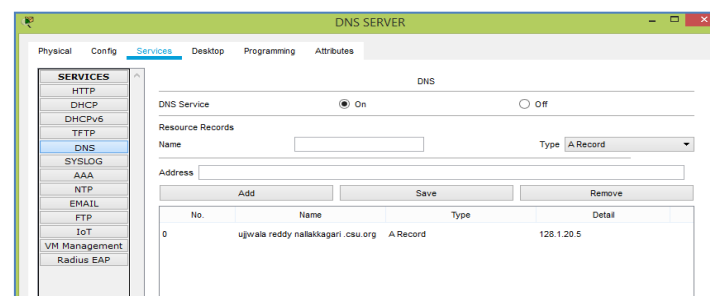 DNS SERVER
Physical Config Services Desktop Programming Attributes
SERVICES
HTTP
DHCP
DHCPv6
TFTP
DNS
SYSLOG
AAA
NTP
EMAIL
FTP
IoT
VM Management
Radius EAP
DNS
DNS Service On Off
Resource Records
Name Type A Record
Address
Add Save Remove
No. Name Type Detail
0 ujjwala reddy nallakkagari .csu.org A Record 128.1.20.5